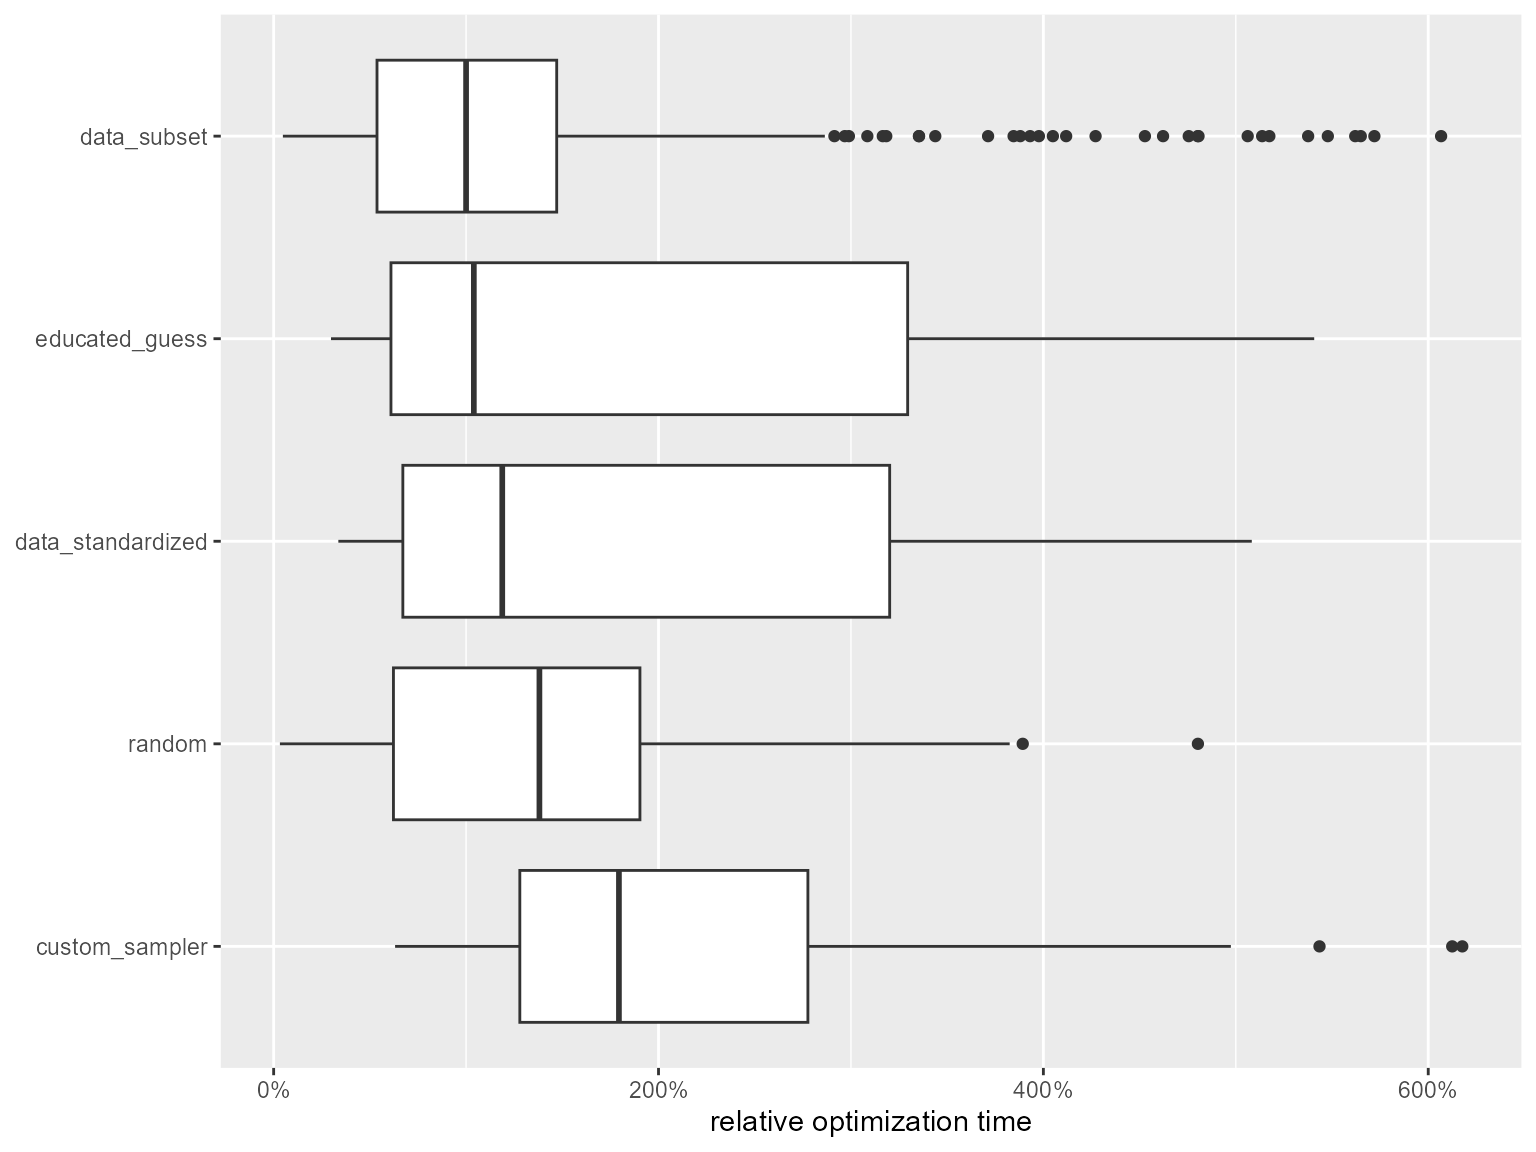 data_subset
educated_guess
data_standardized
random
custom_sampler
0% 200% 400% 600%
relative optimization time